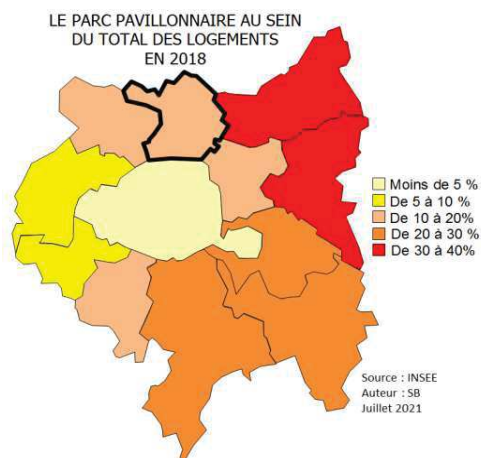 LE PARC PAVILLONNAIRE AU SEIN
DU TOTAL DES LOGEMENTS
EN 2018
Moins de 5 %
De 5 à 10 %
De 10 à 20%
De 20 à 30 %
De 30 à 40%
Source : INSEE
Auteur : SB
Juillet 2021